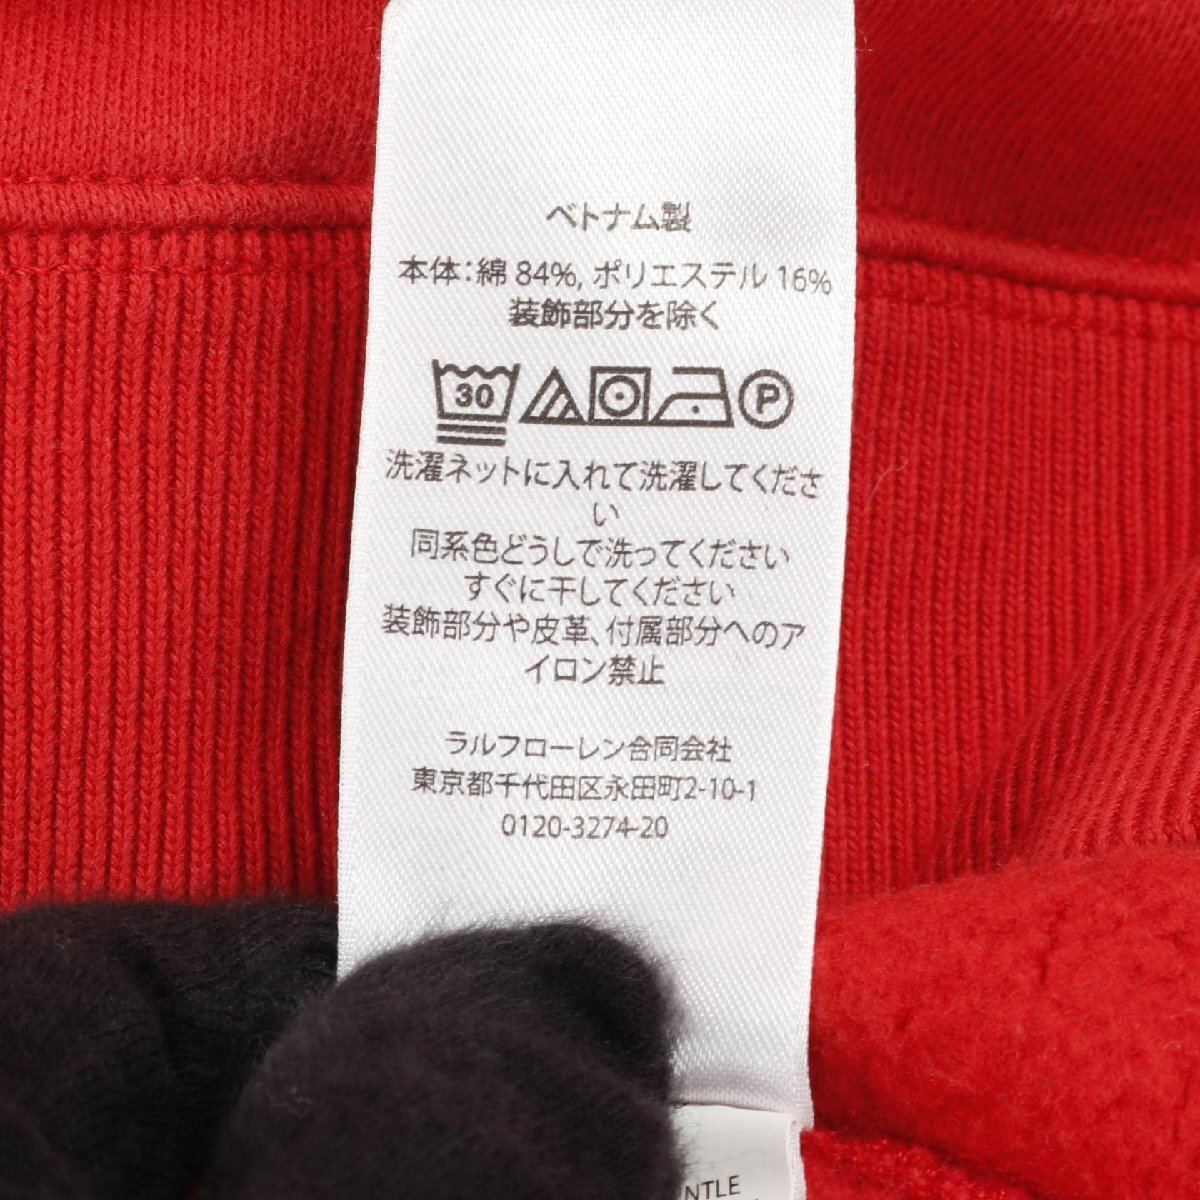 ベトナム製
本体：綿 84%, ポリエステル 16%
装飾部分を除く
30 P
洗濯ネットに入れて洗濯してくださ
い
同系色どうしで洗ってください
すぐに干してください
装飾部分や皮革、付属部分へのア
イロン禁止
ラルフローレン合同会社
東京都千代田区永田町2-10-1
0120-3274-20
NTLE